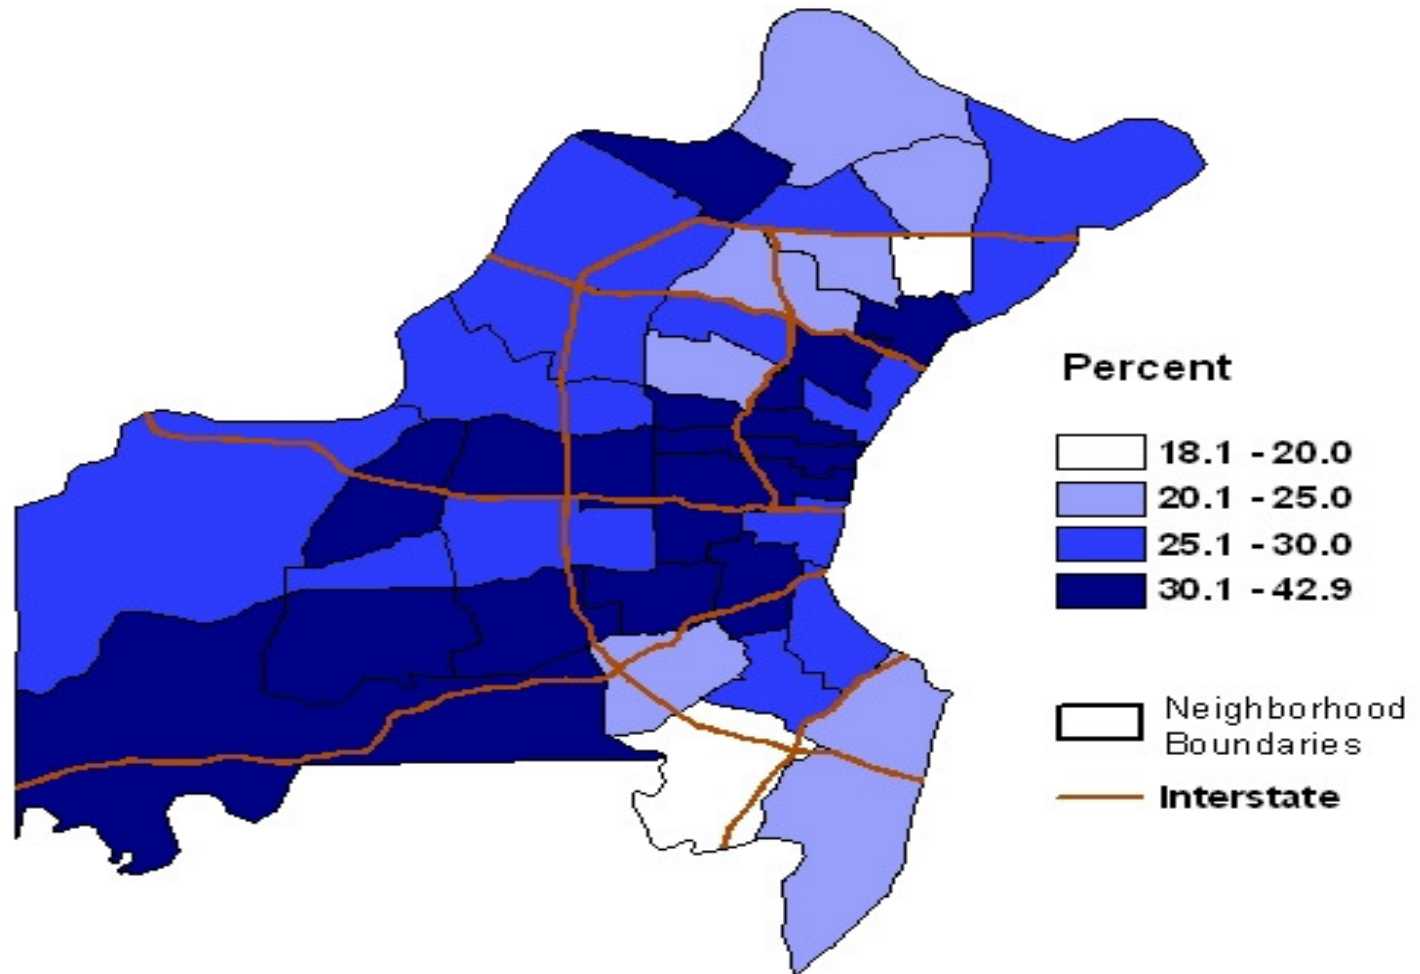 Percent
18.1 - 20.0
20.1 - 25.0
25.1 - 30.0
30.1 - 42.9
Neighborhood
Boundaries
Interstate